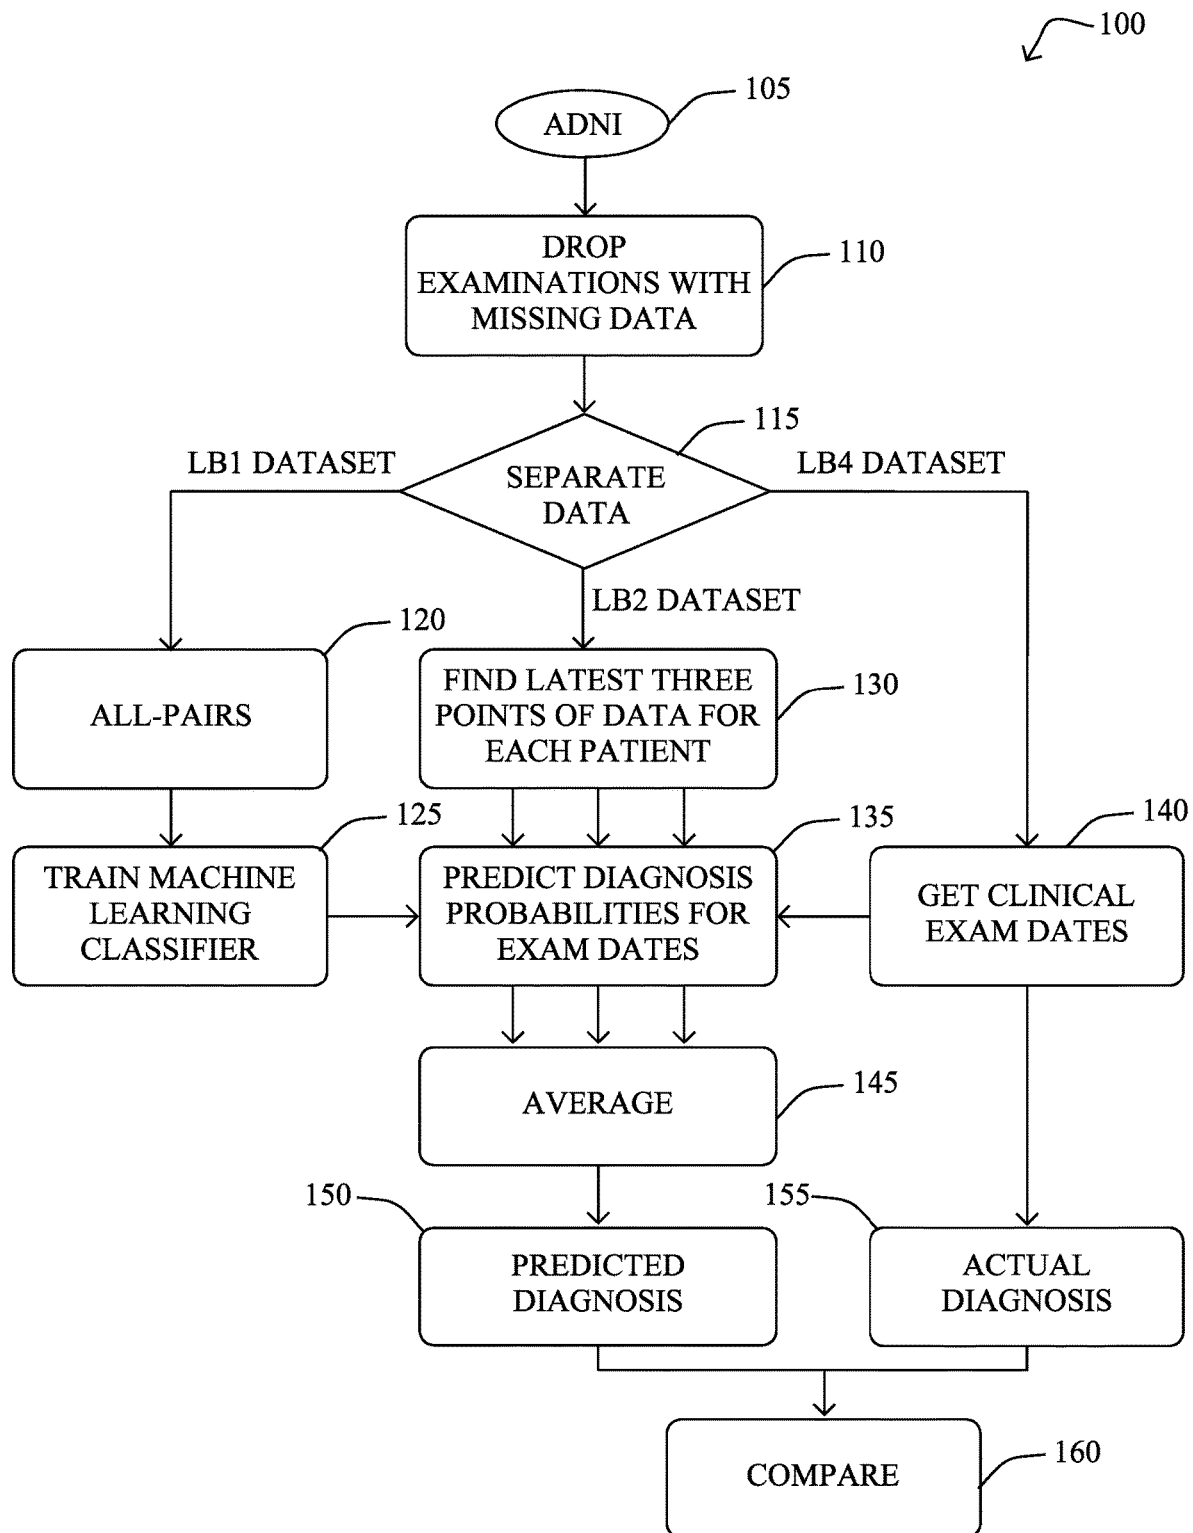 100
105
ADNI
DROP
EXAMINATIONS WITH
MISSING DATA
110
115
LB1 DATASET
SEPARATE
DATA
LB4 DATASET
LB2 DATASET
120
ALL-PAIRS
FIND LATEST THREE
POINTS OF DATA FOR
EACH PATIENT
130
125
TRAIN MACHINE
LEARNING
CLASSIFIER
135
PREDICT DIAGNOSIS
PROBABILITIES FOR
EXAM DATES
140
GET CLINICAL
EXAM DATES
AVERAGE
145
150
PREDICTED
DIAGNOSIS
155
ACTUAL
DIAGNOSIS
COMPARE
160